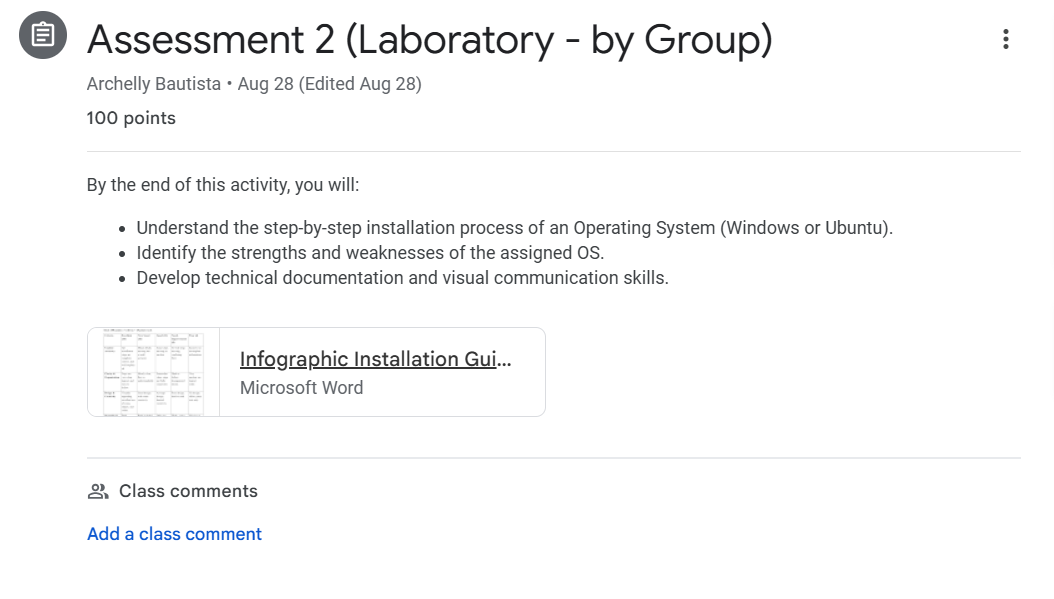 Assessment 2 (Laboratory - by Group)
Archelly Bautista • Aug 28 (Edited Aug 28)
100 points
By the end of this activity, you will:
• Understand the step-by-step installation process of an Operating System (Windows or Ubuntu).
• Identify the strengths and weaknesses of the assigned OS.
• Develop technical documentation and visual communication skills.
Infographic Installation Gui...
Microsoft Word
Class comments
Add a class comment